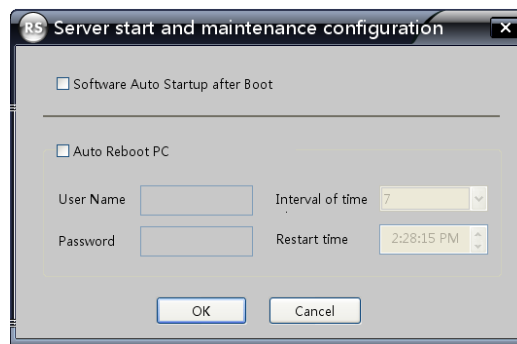 RS Server start and maintenance configuration
Software Auto Startup after Boot
Auto Reboot PC
User Name
Interval of time
7
Password
Restart time
2:28:15 PM
OK
Cancel